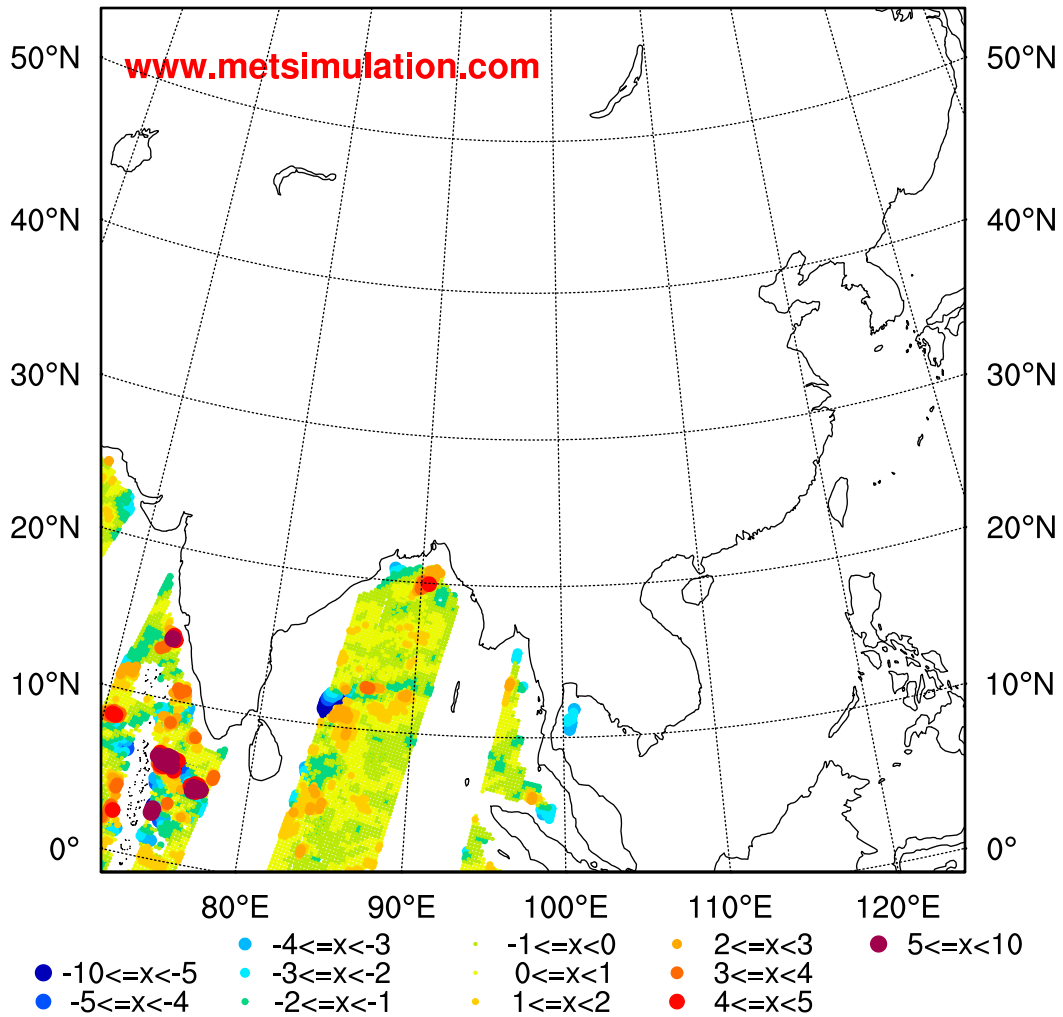 www.metsimulation.com
50°N 50°N
40°N 40°N
30°N 30°N
20°N 20°N
10°N 10°N
0° 0°
80°E 90°E 100°E 110°E 120°E
-4<=x<-3 -1<=x<0 2<=x<3 5<=x<10
-10<=x<-5 -3<=x<-2 0<=x<1 3<=x<4
-5<=x<-4 -2<=x<-1 1<=x<2 4<=x<5